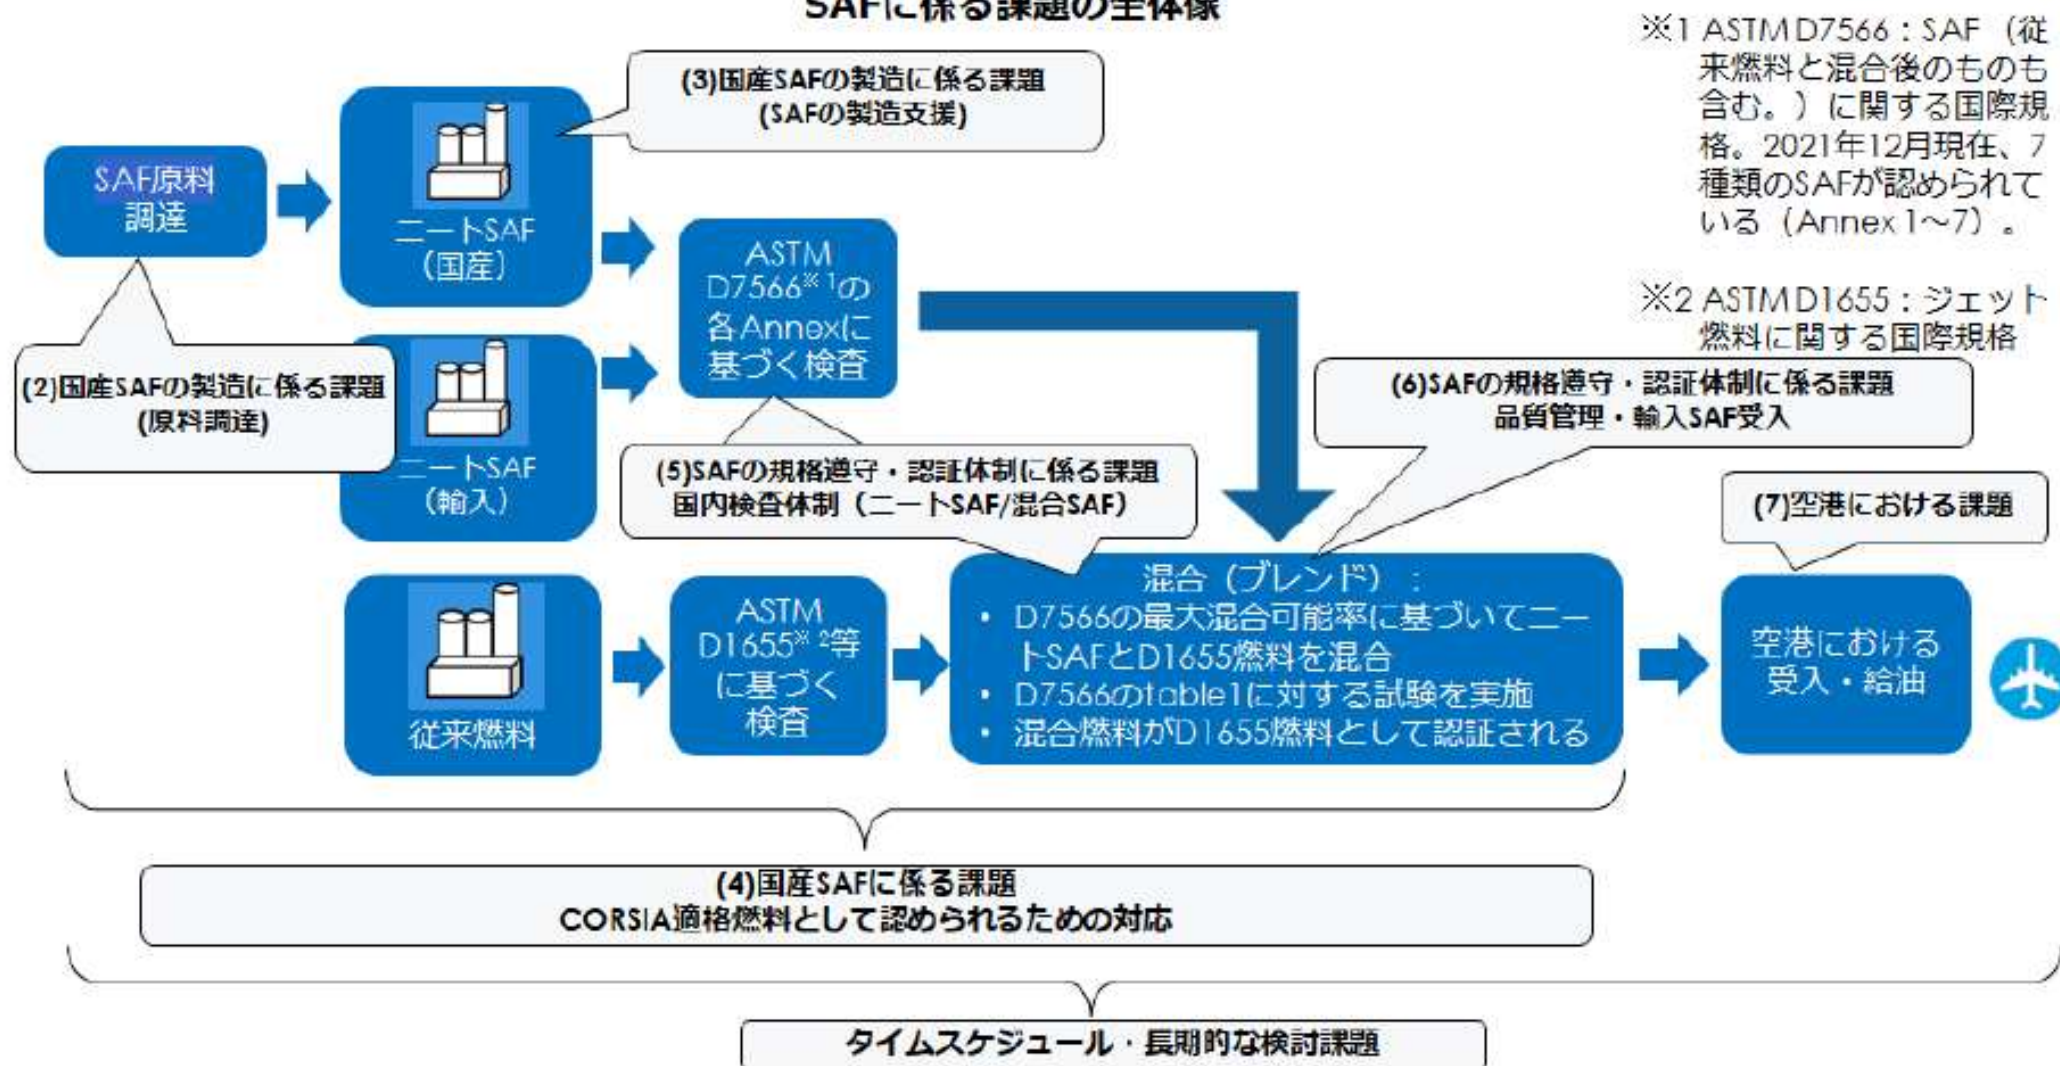 SAFに係る課題の全体像
※1 ASTM D7566：SAF（従
来燃料と混合後のものも
含む。）に関する国際規
格。2021年12月現在、7
種類のSAFが認められて
いる（Annex 1～7）。
※2 ASTM D1655：ジェット
燃料に関する国際規格
(3)国産SAFの製造に係る課題
(SAFの製造支援)
SAF原料
調達
ニートSAF
（国産）
ASTM
D7566※1の
各Annexに
基づく検査
(2)国産SAFの製造に係る課題
(原料調達)
ニートSAF
（輸入）
(5)SAFの規格遵守・認証体制に係る課題
国内検査体制（ニートSAF/混合SAF）
(6)SAFの規格遵守・認証体制に係る課題
品質管理・輸入SAF受入
(7)空港における課題
従来燃料
ASTM
D1655※2等
に基づく
検査
混合（ブレンド）：
• D7566の最大混合可能率に基づいてニー
トSAFとD1655燃料を混合
• D7566のtable1に対する試験を実施
• 混合燃料がD1655燃料として認証される
空港における
受入・給油
(4)国産SAFに係る課題
CORSIA適格燃料として認められるための対応
タイムスケジュール・長期的な検討課題